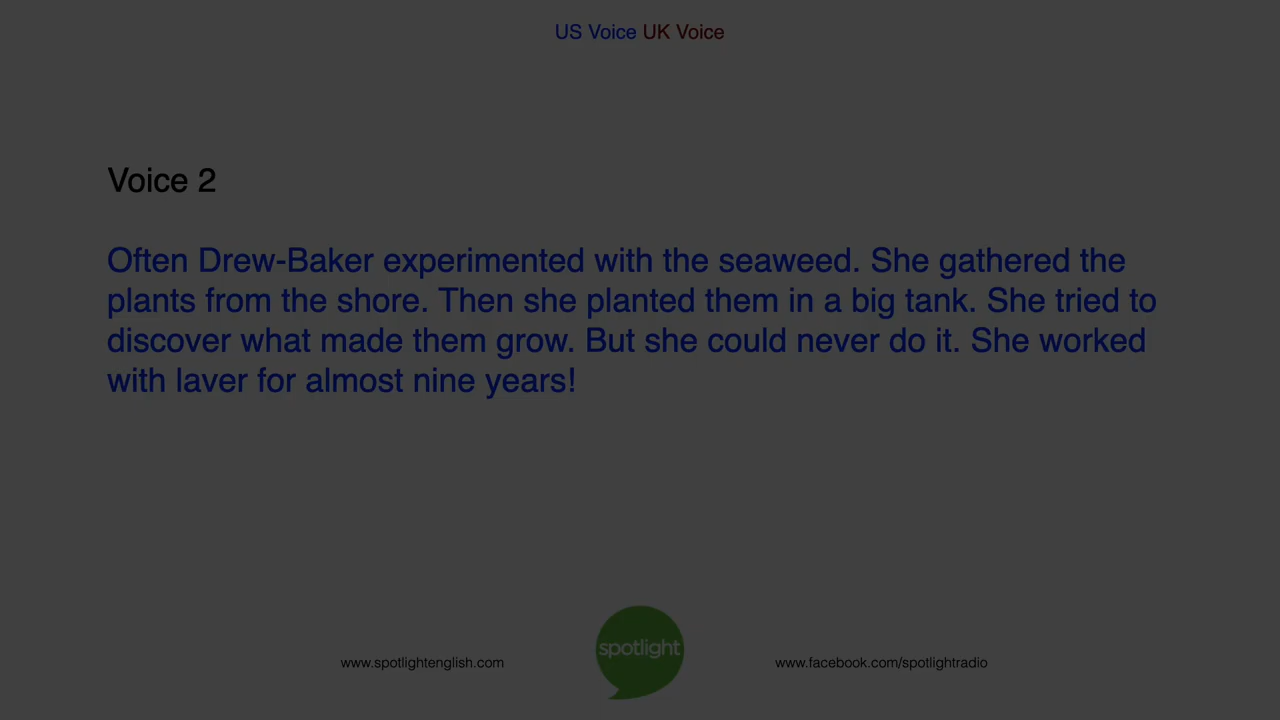 US Voice UK Voice
Voice 2
Often Drew-Baker experimented with the seaweed. She gathered the
plants from the shore. Then she planted them in a big tank. She tried to
discover what made them grow. But she could never do it. She worked
with laver for almost nine years!
spotlight
www.spotlightenglish.com
www.facebook.com/spotlightradio